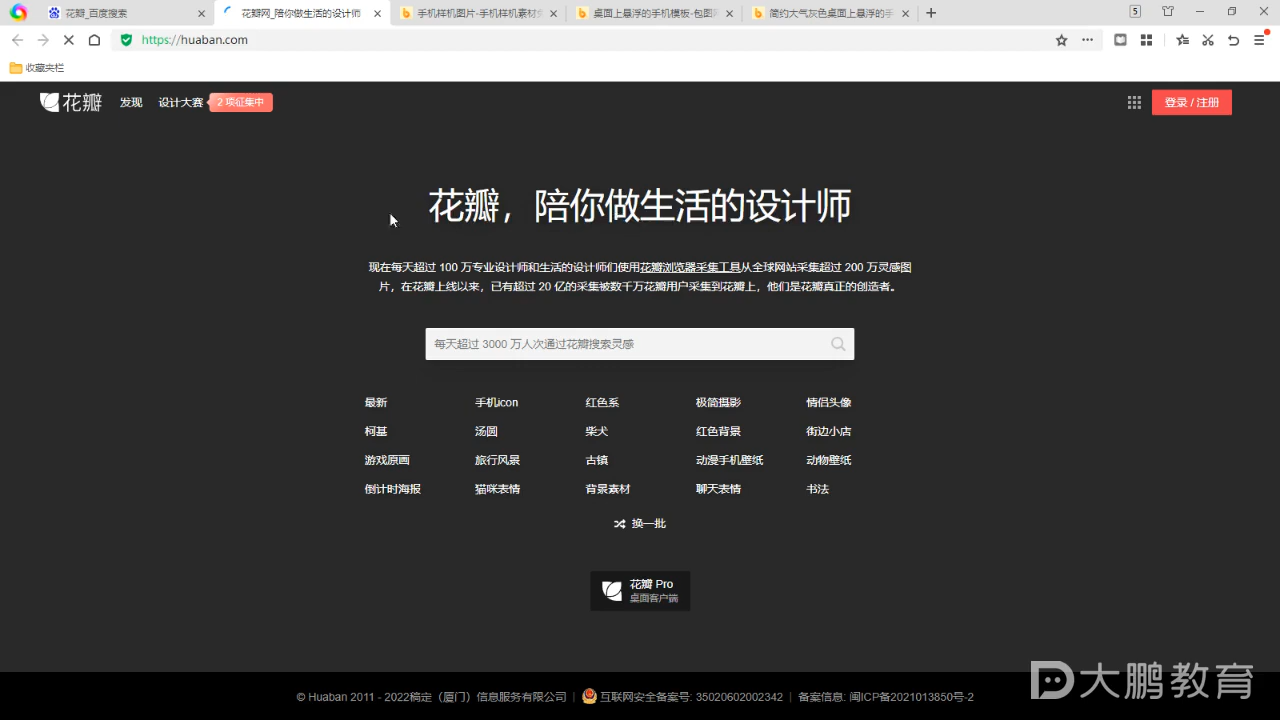 花瓣_百度搜索
花瓣网_陪你做生活的设计师
手机样机图片-手机样机素材
桌面上悬浮的手机模板-包图
简约大气灰色桌面上悬浮的手
5
https://huaban.com
收藏夹栏
花瓣
发现
设计大赛
2 项征集中
登录 / 注册
花瓣，陪你做生活的设计师
现在每天超过 100 万专业设计师和生活的设计师们使用花瓣浏览器采集工具从全球网站采集超过 200 万灵感图
片，在花瓣上线以来，已有超过 20 亿的采集被数千万花瓣用户采集到花瓣上，他们是花瓣真正的创造者。
每天超过 3000 万人次通过花瓣搜索灵感
最新 手机icon 红色系 极简摄影 情侣头像
柯基 汤圆 柴犬 红色背景 街边小店
游戏原画 旅行风景 古镇 动漫手机壁纸 动物壁纸
倒计时海报 猫咪表情 背景素材 聊天表情 书法
换一批
花瓣 Pro
桌面客户端
大鹏教育
© Huaban 2011 - 2022稿定（厦门）信息服务有限公司 | 互联网安全备案号: 35020602002342 | 备案信息: 闽ICP备2021013850号-2